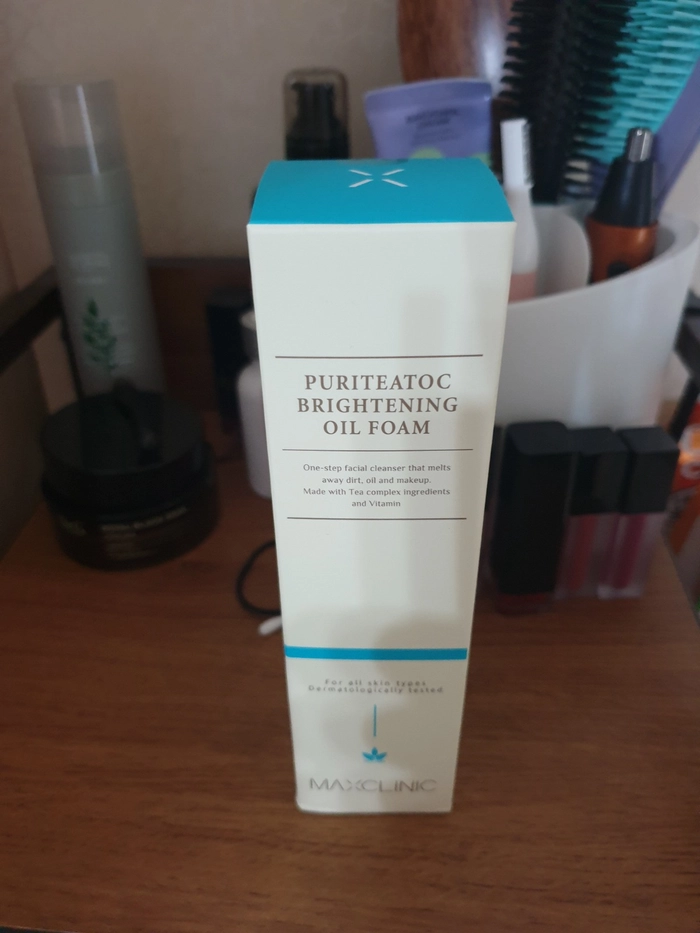 PURITEATOC
BRIGHTENING
OIL FOAM
One-step facial cleanser that melts
away dirt, oil and makeup.
Made with Tea complex ingredients
and Vitamin
For all skin types
Dermatologically tested
MAXCLINIC